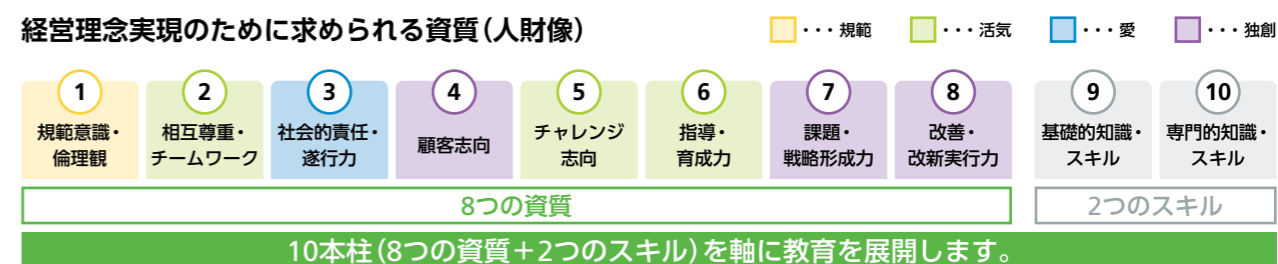 経営理念実現のために求められる資質(人財像)
・・・規範
・・・活気
・・・愛
・・・独創
1
規範意識・
倫理観
2
相互尊重・
チームワーク
3
社会的責任・
遂行力
4
顧客志向
5
チャレンジ
志向
6
指導・
育成力
7
課題・
戦略形成力
8
改善・
改新実行力
9
基礎的知識・
スキル
10
専門的知識・
スキル
8つの資質
2つのスキル
10本柱(8つの資質+2つのスキル)を軸に教育を展開します。